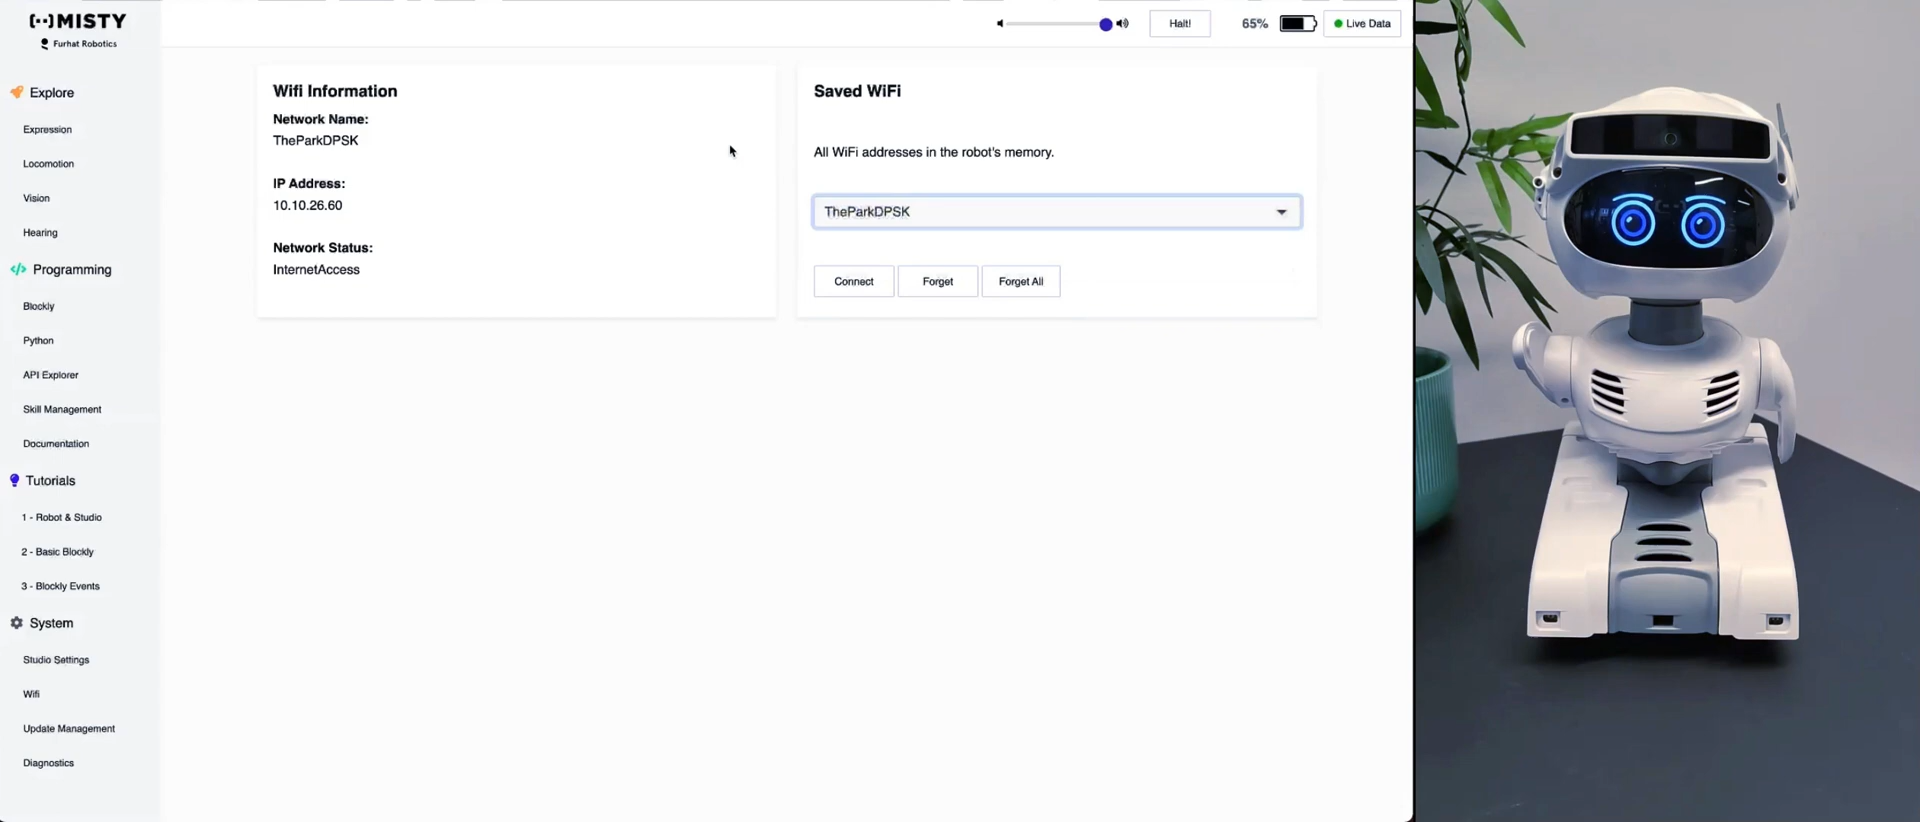 MISTY
Furhat Robotics
Halt!
65%
Live Data
Explore
Expression
Locomotion
Vision
Hearing
Programming
Blockly
Python
API Explorer
Skill Management
Documentation
Tutorials
1 - Robot & Studio
2 - Basic Blockly
3 - Blockly Events
System
Studio Settings
Wifi
Update Management
Diagnostics
Wifi Information
Network Name:
TheParkDPSK
IP Address:
10.10.26.60
Network Status:
InternetAccess
Saved WiFi
All WiFi addresses in the robot's memory.
TheParkDPSK
Connect
Forget
Forget All